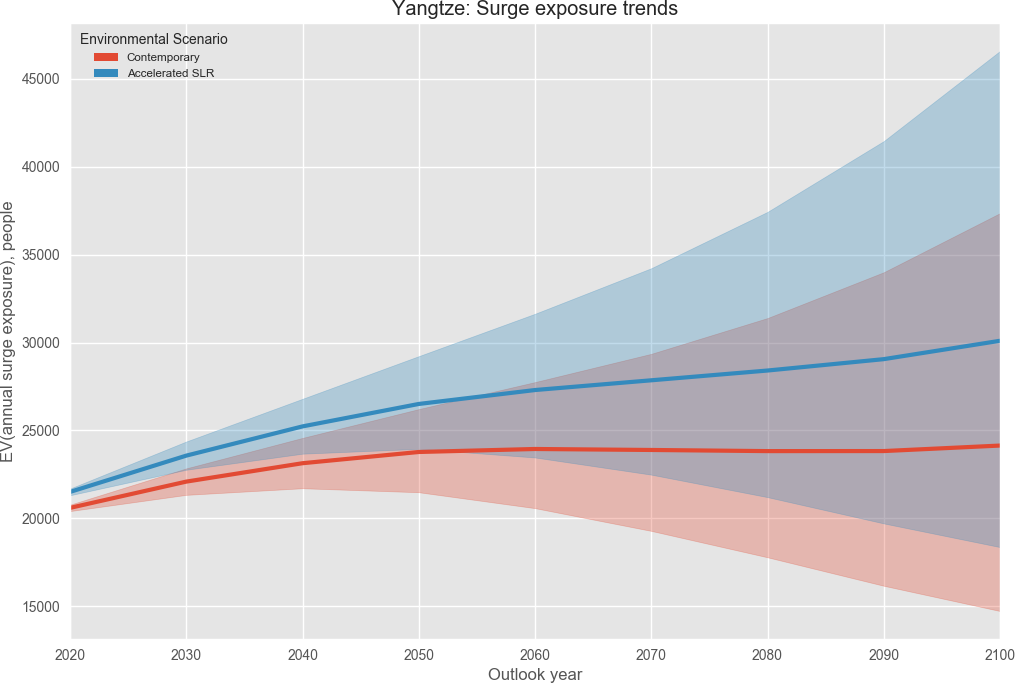 Yangtze: Surge exposure trends
Environmental Scenario
Contemporary
Accelerated SLR
EV(annual surge exposure), people
45000
40000
35000
30000
25000
20000
15000
2020 2030 2040 2050 2060 2070 2080 2090 2100
Outlook year